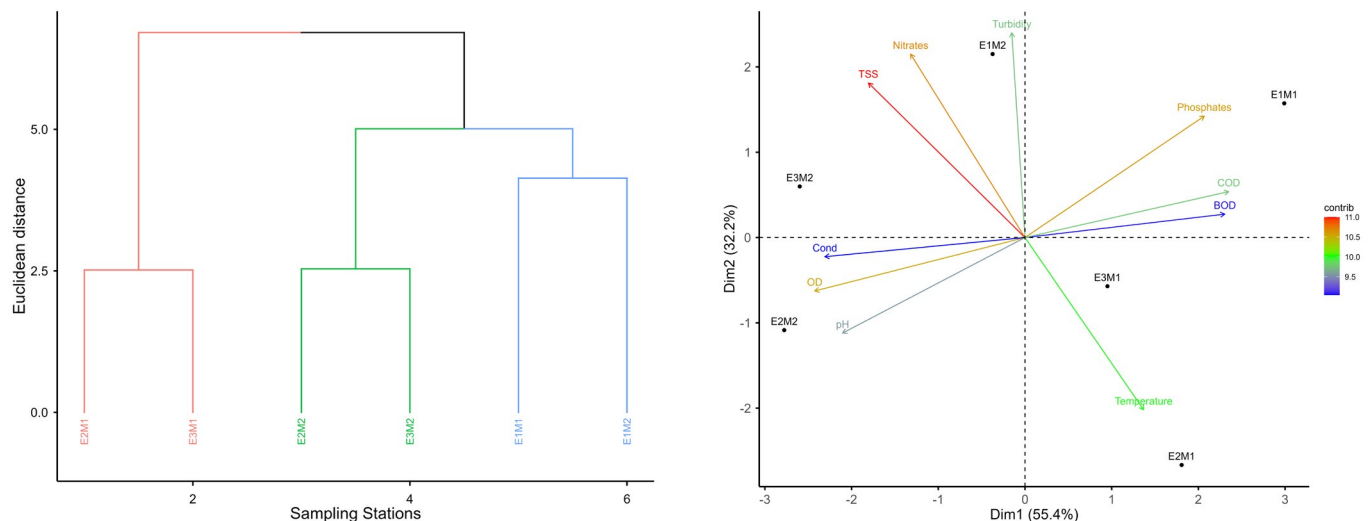 Euclidean distance
5.0
2.5
0.0
E2M1
E3M1
E2M2
E3M2
E1M1
E1M2
2
4
6
Sampling Stations
Dim2 (32.2%)
2
1
0
-1
-2
Turbidity
Nitrates
E1M2
TSS
E1M1
Phosphates
E3M2
COD
BOD
Cond
OD
E3M1
pH
E2M2
Temperature
E2M1
-3
-2
-1
0
1
2
3
Dim1 (55.4%)
contrib
11.0
10.5
10.0
9.5